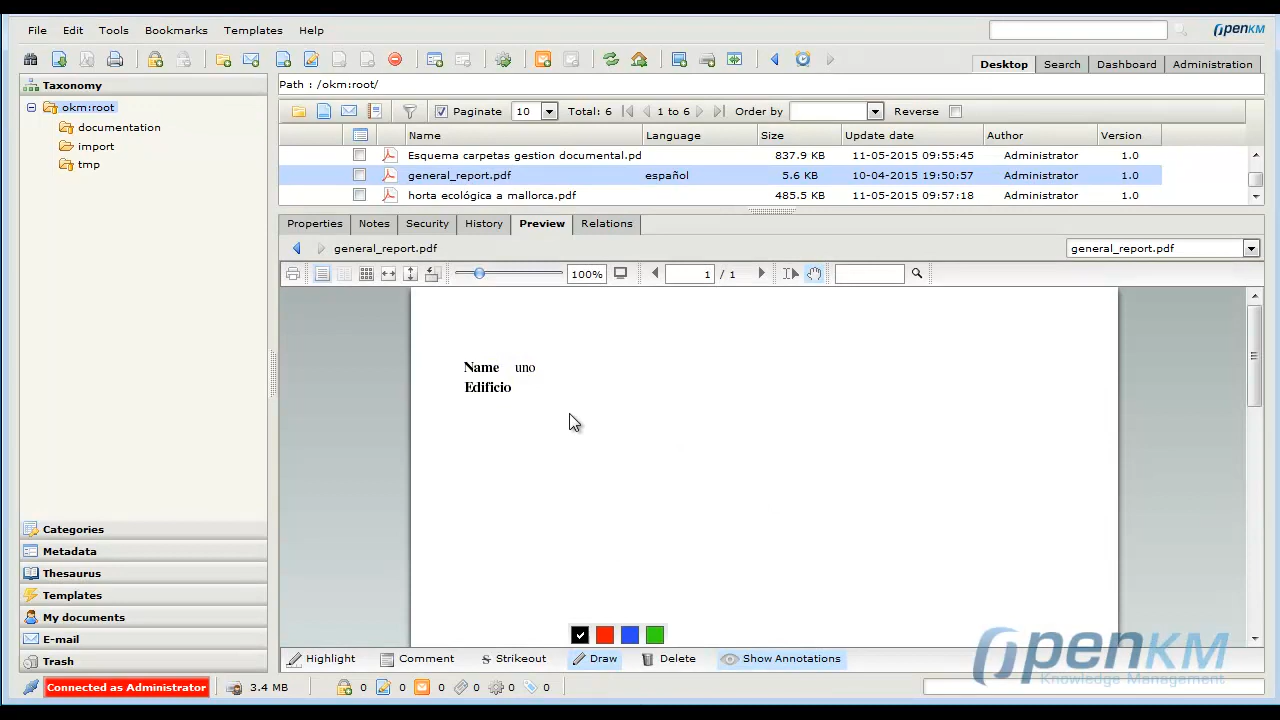 File Edit Tools Bookmarks Templates Help
OpenKM
Desktop Search Dashboard Administration
Taxonomy
Path : /okm:root/
okm:root
documentation
import
tmp
Paginate 10 Total: 6 1 to 6 Order by Reverse
Name Language Size Update date Author Version
Esquema carpetas gestion documental.pd 837.9 KB 11-05-2015 09:55:45 Administrator 1.0
general_report.pdf español 5.6 KB 10-04-2015 19:50:57 Administrator 1.0
horta ecológica a mallorca.pdf 485.5 KB 11-05-2015 09:57:18 Administrator 1.0
Properties Notes Security History Preview Relations
general_report.pdf general_report.pdf
100% 1 / 1
Name uno
Edificio
Categories
Metadata
Thesaurus
Templates
My documents
E-mail
Trash
Highlight Comment Strikeout Draw Delete Show Annotations
OpenKM
Knowledge Management
Connected as Administrator 3.4 MB 0 0 0 0 0